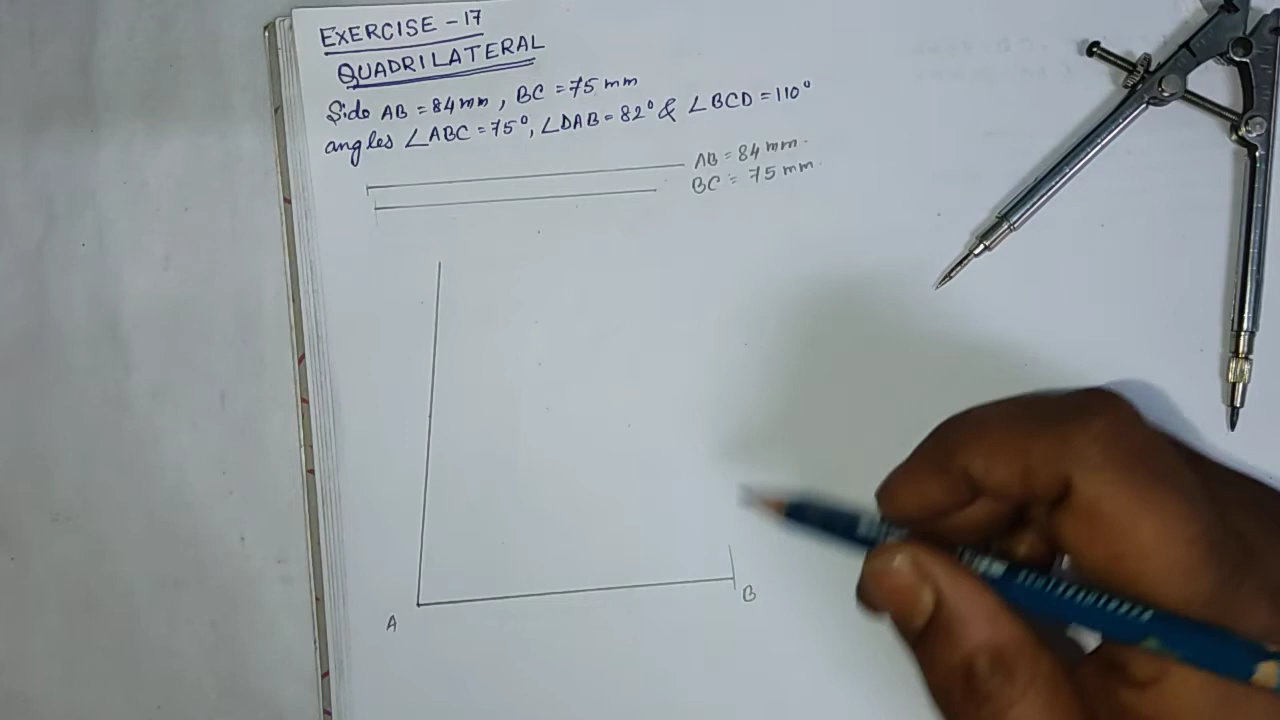 EXERCISE - 17
QUADRILATERAL
Side AB = 84 mm, BC = 75 mm
angles ∠ABC = 75°, ∠DAB = 82° & ∠BCD = 110°
AB = 84 mm.
BC = 75 mm.
A
B